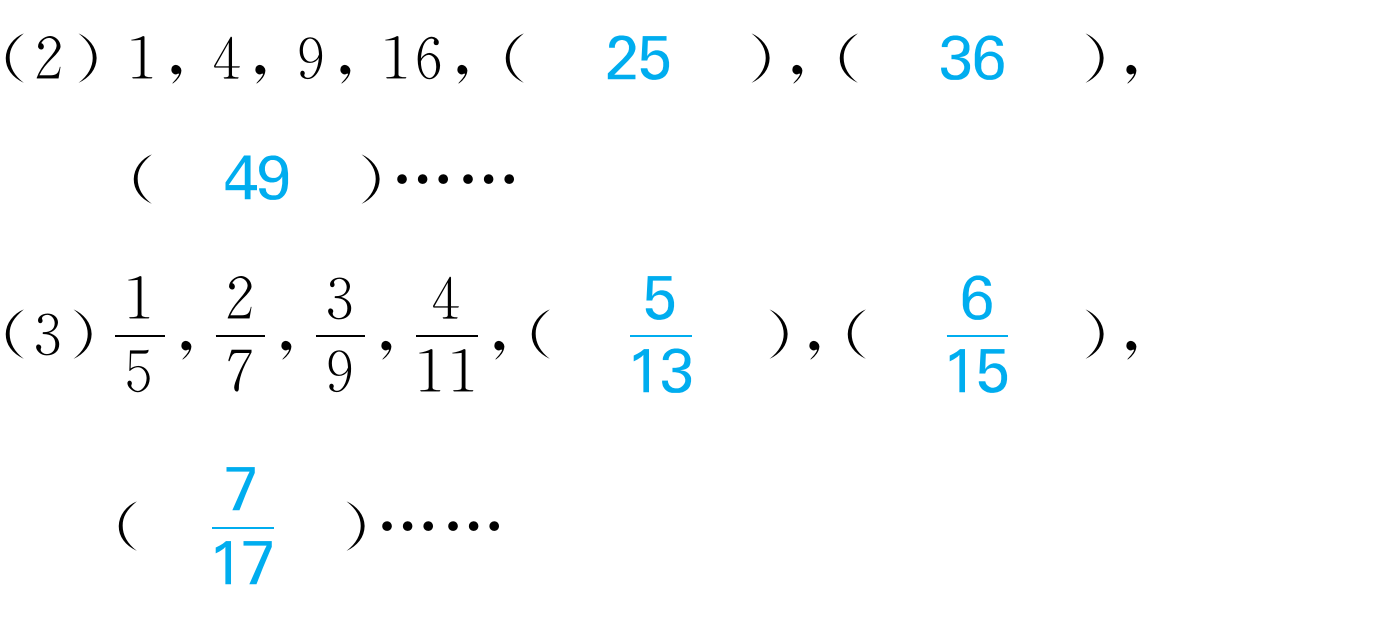 (2) 1, 4, 9, 16, ( 25 ), ( 36 ),
( 49 )……
(3) 1/5, 2/7, 3/9, 4/11, ( 5/13 ), ( 6/15 ),
( 7/17 )……